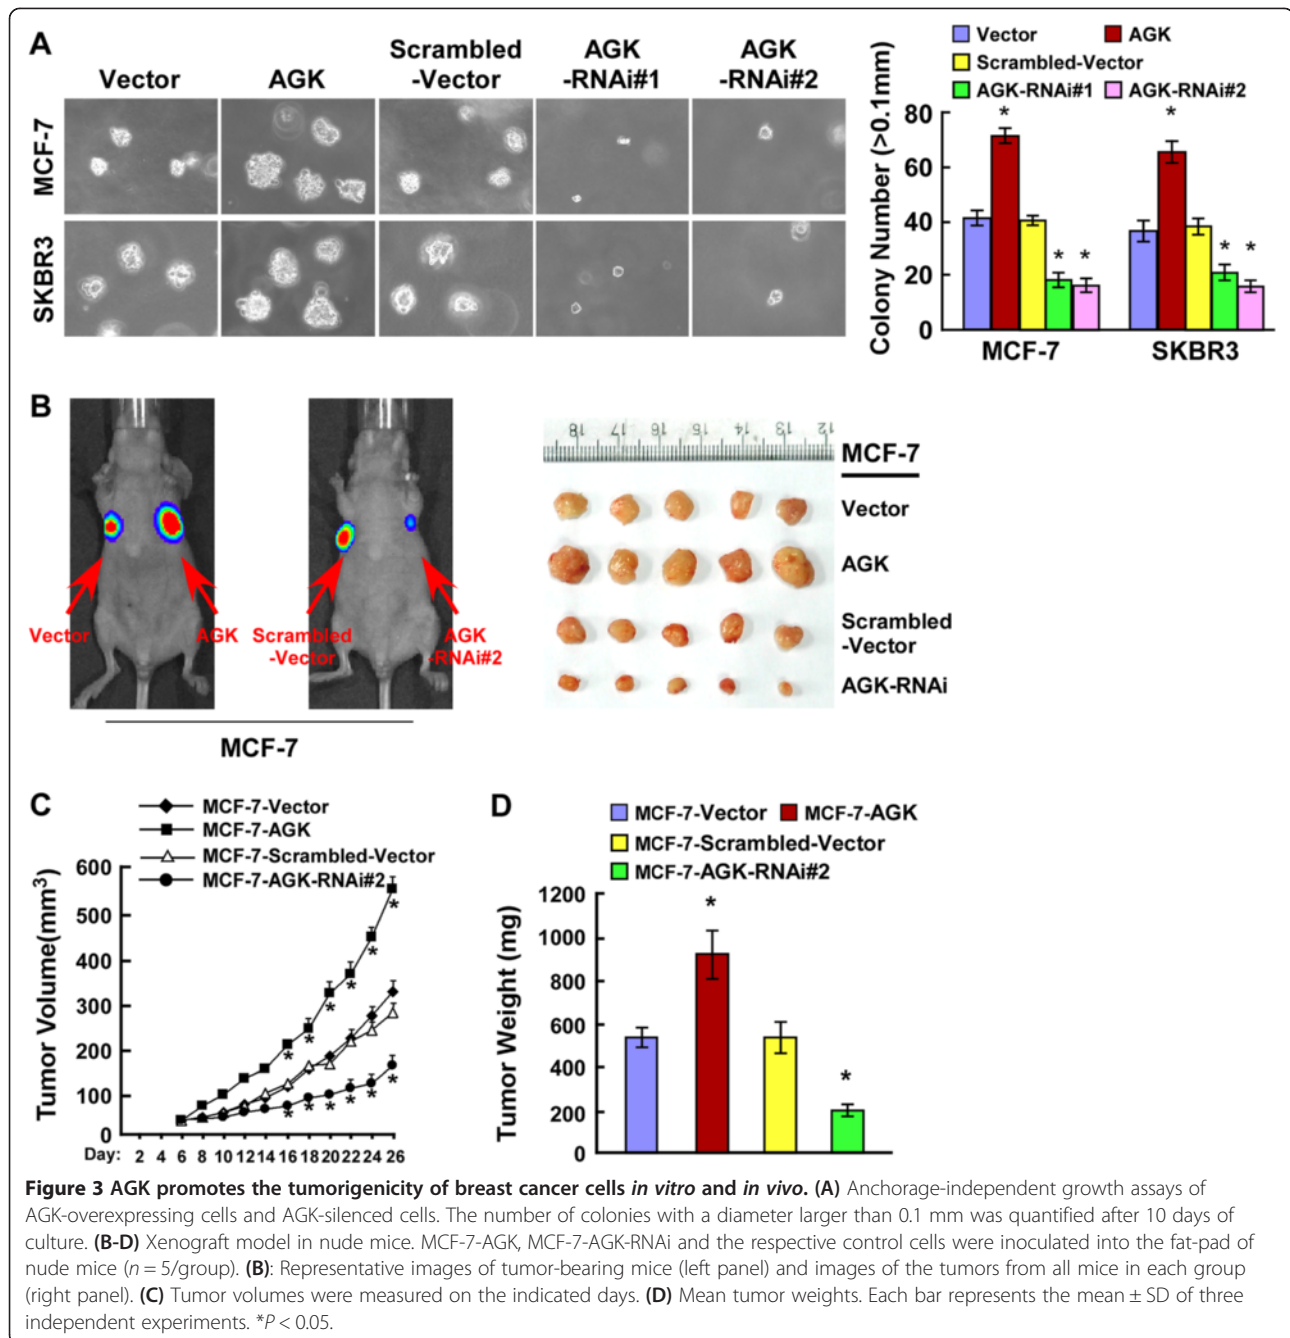 A
Vector
AGK
Scrambled
-Vector
AGK
-RNAi#1
AGK
-RNAi#2
MCF-7
SKBR3
Vector AGK
Scrambled-Vector
AGK-RNAi#1 AGK-RNAi#2
Colony Number (>0.1mm)
80
60
40
20
0
* * * * * *
MCF-7 SKBR3
B
Vector
AGK
Scrambled
-Vector
AGK
-RNAi#2
MCF-7
18 17 16 15 14 13 12
MCF-7
Vector
AGK
Scrambled
-Vector
AGK-RNAi
C
MCF-7-Vector
MCF-7-AGK
MCF-7-Scrambled-Vector
MCF-7-AGK-RNAi#2
Tumor Volume(mm³)
600
500
400
300
200
100
0
* * * * * *
* * * * * *
Day: 2 4 6 8 10 12 14 16 18 20 22 24 26
D
MCF-7-Vector MCF-7-AGK
MCF-7-Scrambled-Vector
MCF-7-AGK-RNAi#2
Tumor Weight (mg)
1200
1000
800
600
400
200
0
* *
Figure 3 AGK promotes the tumorigenicity of breast cancer cells in vitro and in vivo. (A) Anchorage-independent growth assays of
AGK-overexpressing cells and AGK-silenced cells. The number of colonies with a diameter larger than 0.1 mm was quantified after 10 days of
culture. (B-D) Xenograft model in nude mice. MCF-7-AGK, MCF-7-AGK-RNAi and the respective control cells were inoculated into the fat-pad of
nude mice (n = 5/group). (B): Representative images of tumor-bearing mice (left panel) and images of the tumors from all mice in each group
(right panel). (C) Tumor volumes were measured on the indicated days. (D) Mean tumor weights. Each bar represents the mean ± SD of three
independent experiments. *P < 0.05.